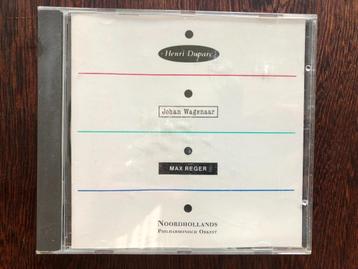 Henri Duparc
Johan Wagenaar
MAX REGER
NOORDHOLLANDS
PHILHARMONISCH ORKEST